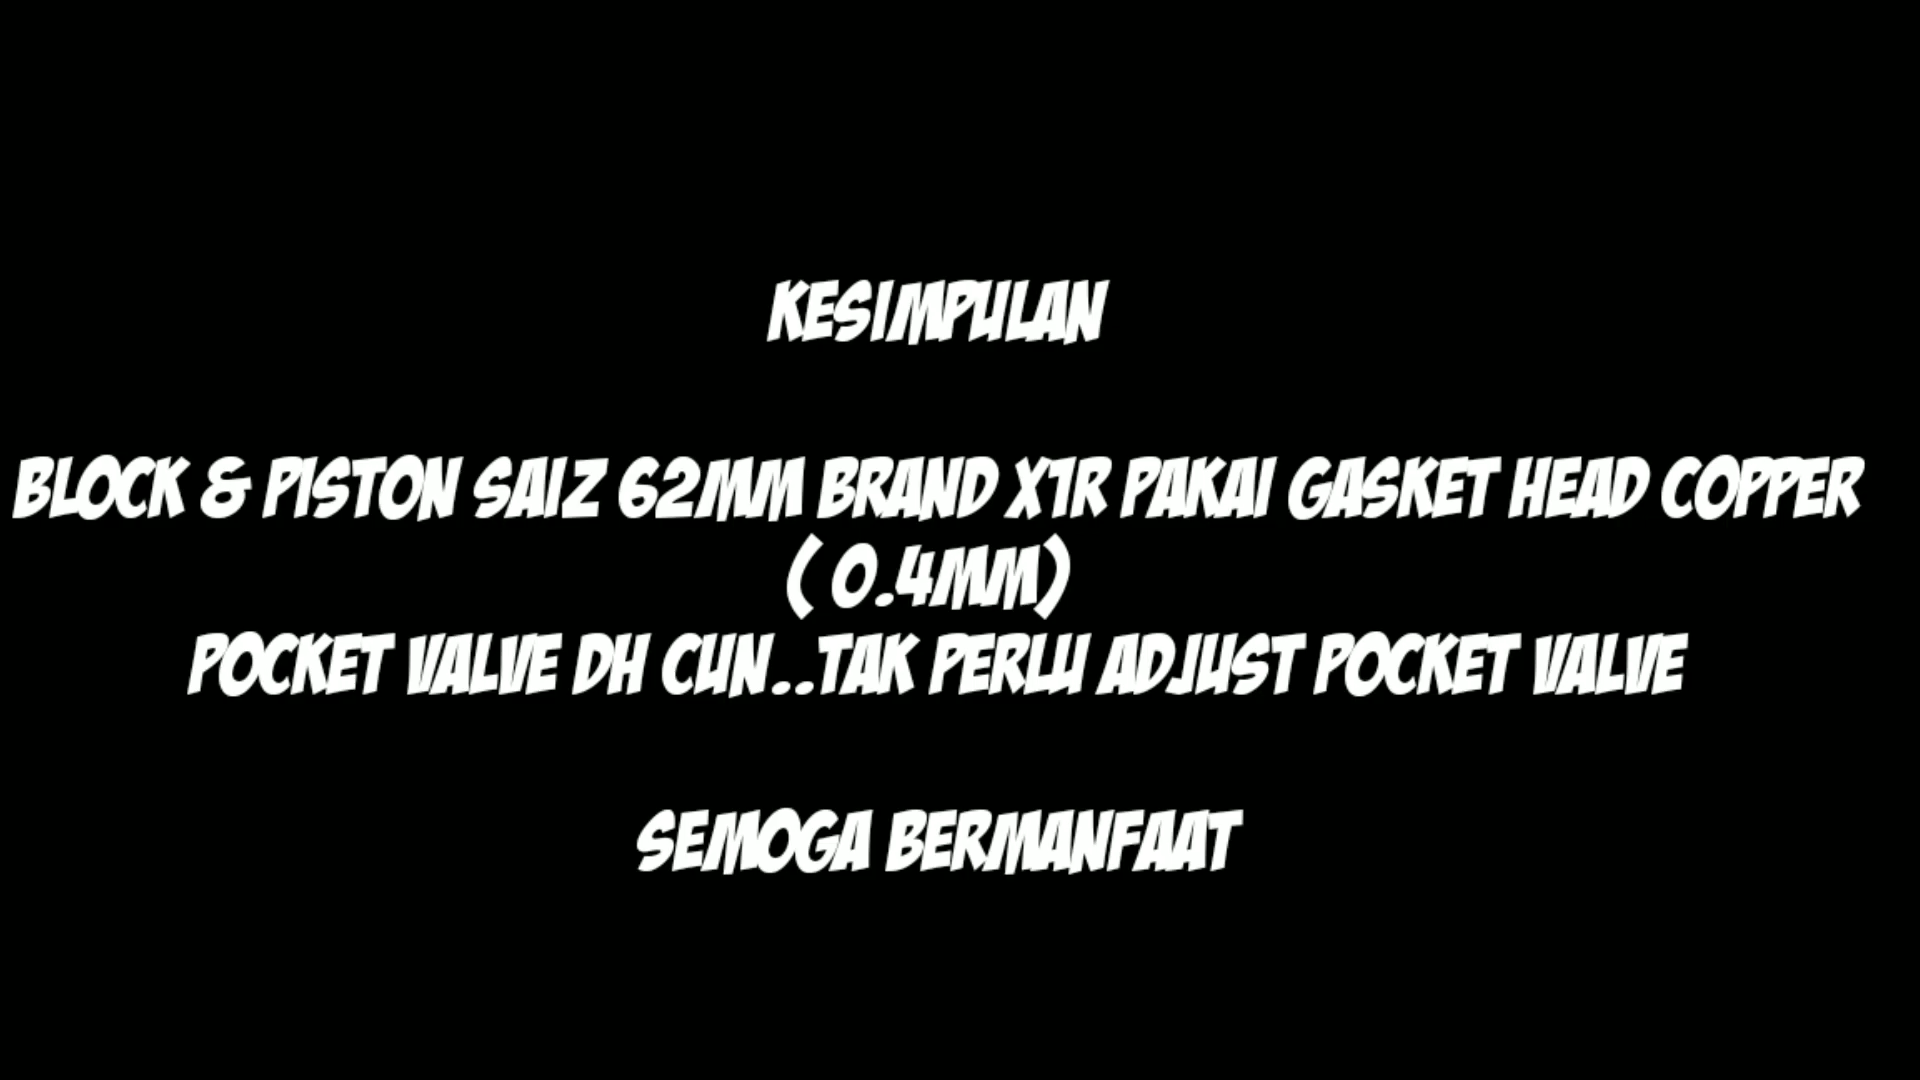 KESIMPULAN
BLOCK & PISTON SAIZ 62MM BRAND X1R PAKAI GASKET HEAD COPPER
( 0.4MM)
POCKET VALVE DH CUN..TAK PERLU ADJUST POCKET VALVE
SEMOGA BERMANFAAT